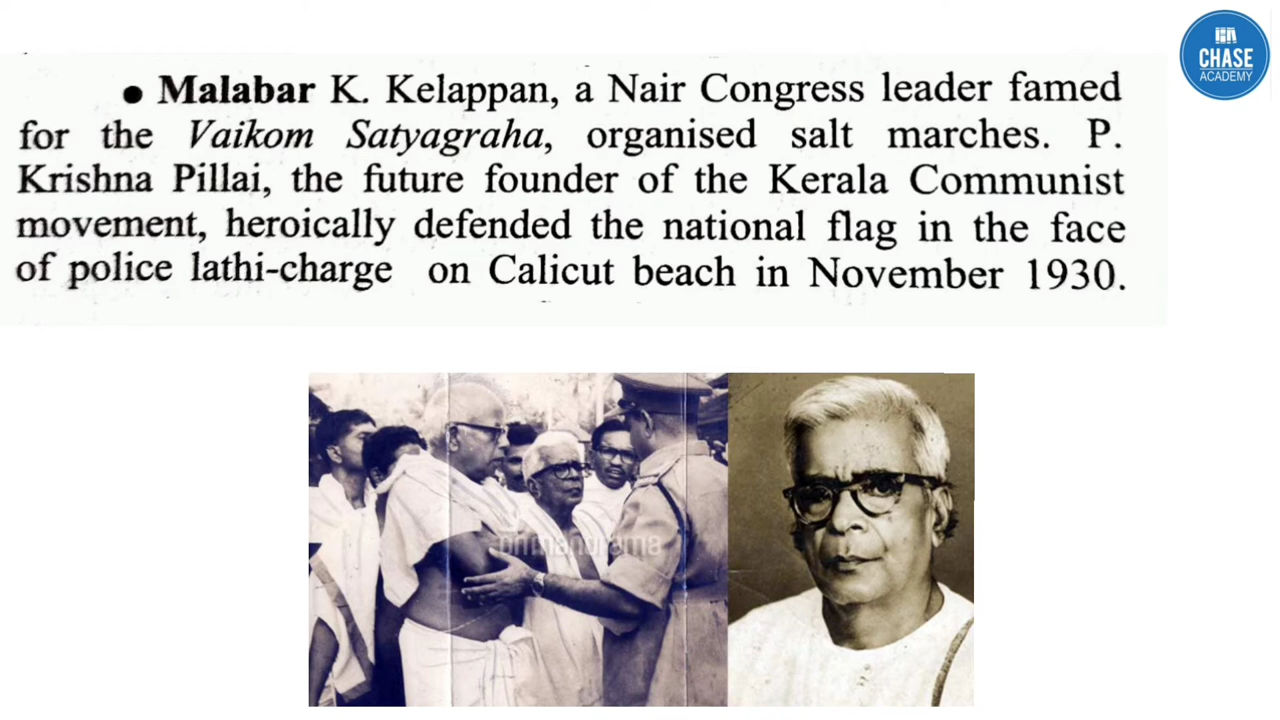 CHASE
ACADEMY
• Malabar K. Kelappan, a Nair Congress leader famed
for the Vaikom Satyagraha, organised salt marches. P.
Krishna Pillai, the future founder of the Kerala Communist
movement, heroically defended the national flag in the face
of police lathi-charge on Calicut beach in November 1930.
manorama